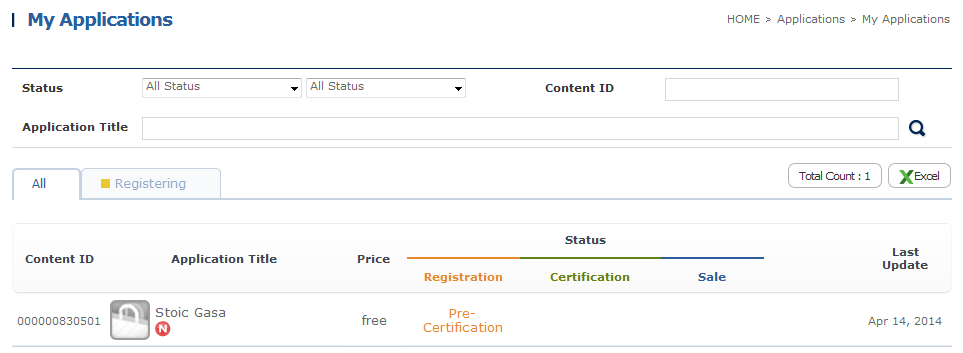 My Applications
HOME > Applications > My Applications
Status All Status All Status Content ID
Application Title
All Registering Total Count : 1 Excel
Status
Content ID Application Title Price Last Update
Registration Certification Sale
000000830501 Stoic Gasa N free Pre-Certification Apr 14, 2014